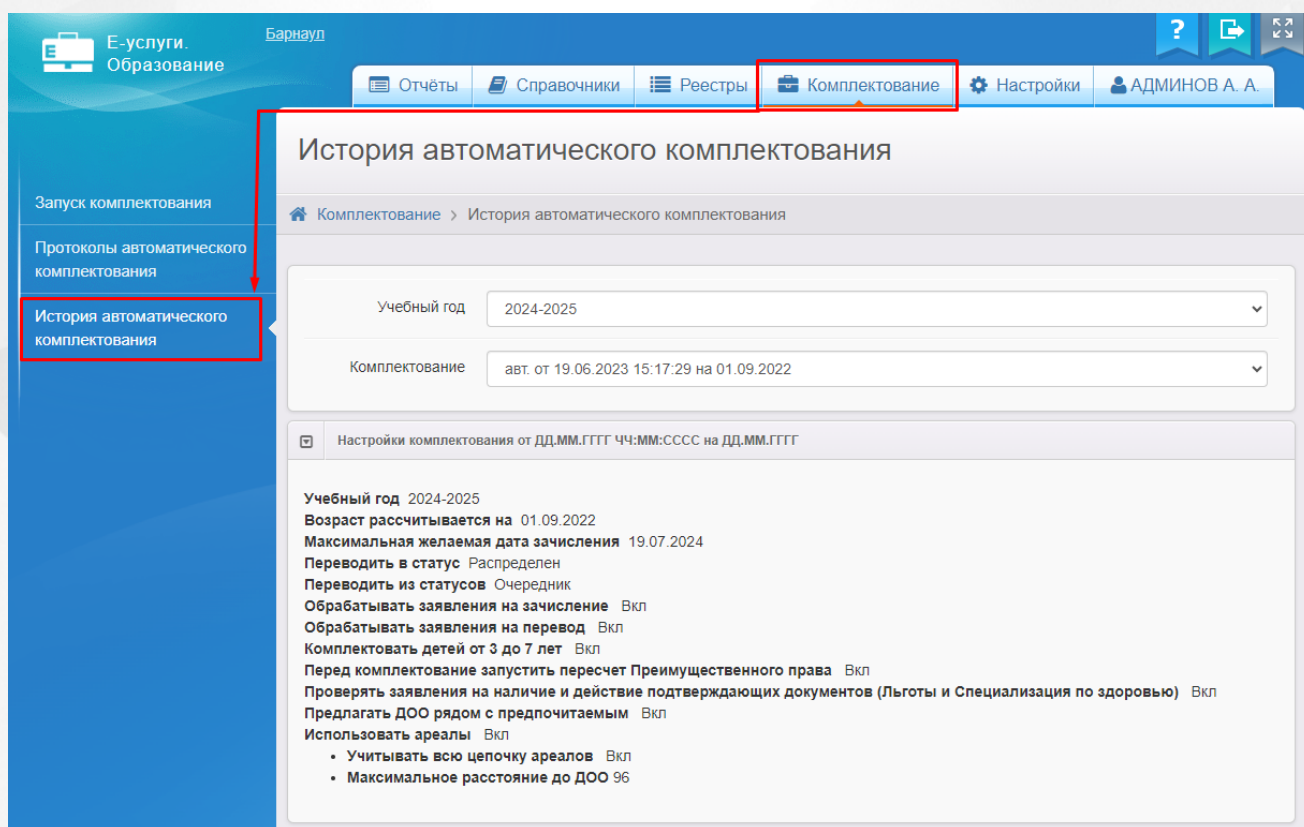 Е-услуги.
Образование
Барнаул
?
Отчёты
Справочники
Реестры
Комплектование
Настройки
АДМИНОВ А. А.
Запуск комплектования
Протоколы автоматического
комплектования
История автоматического
комплектования
История автоматического комплектования
Комплектование > История автоматического комплектования
Учебный год 2024-2025
Комплектование авт. от 19.06.2023 15:17:29 на 01.09.2022
Настройки комплектования от ДД.ММ.ГГГГ ЧЧ:ММ:СССС на ДД.ММ.ГГГГ
Учебный год 2024-2025
Возраст рассчитывается на 01.09.2022
Максимальная желаемая дата зачисления 19.07.2024
Переводить в статус Распределен
Переводить из статусов Очередник
Обрабатывать заявления на зачисление Вкл
Обрабатывать заявления на перевод Вкл
Комплектовать детей от 3 до 7 лет Вкл
Перед комплектование запустить пересчет Преимущественного права Вкл
Проверять заявления на наличие и действие подтверждающих документов (Льготы и Специализация по здоровью) Вкл
Предлагать ДОО рядом с предпочитаемым Вкл
Использовать ареалы Вкл
• Учитывать всю цепочку ареалов Вкл
• Максимальное расстояние до ДОО 96